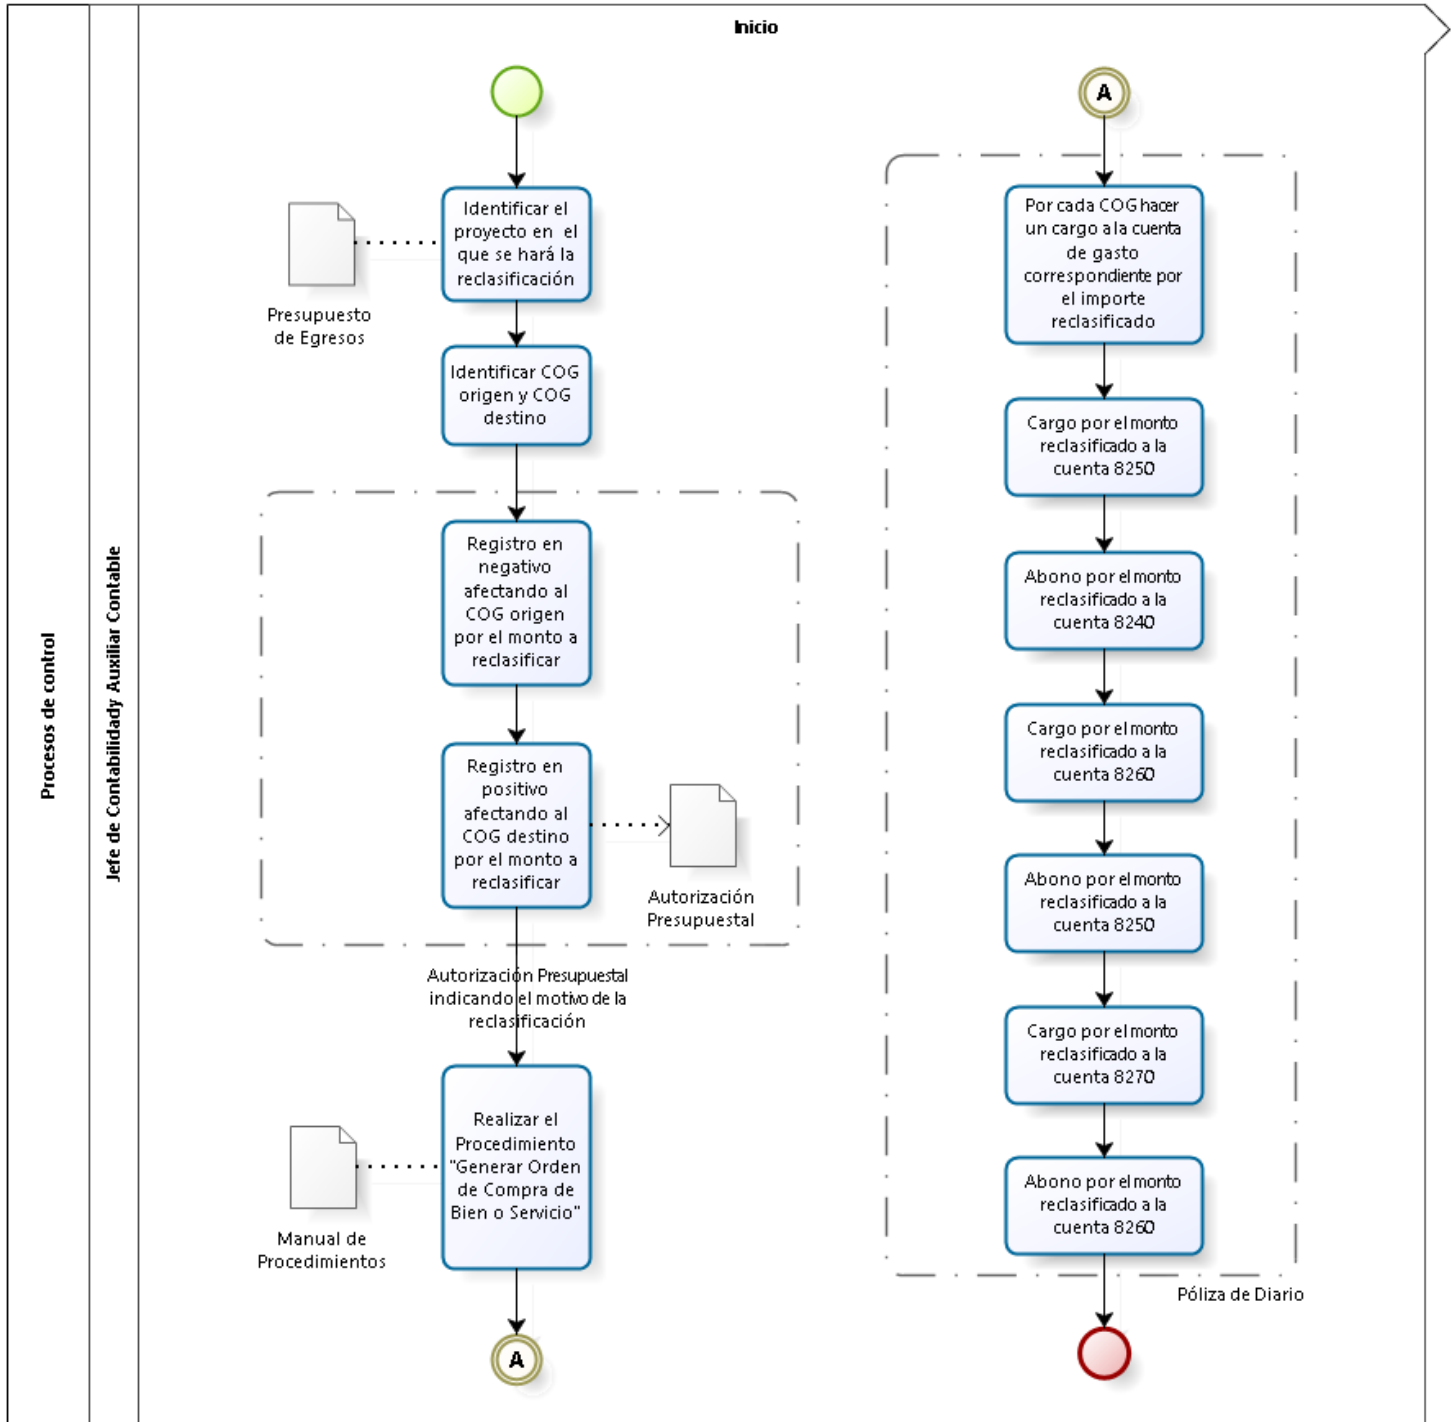 Inicio
Procesos de control
Jefe de Contabilidady Auxiliar Contable
Identificar el
proyecto en el
que se hará la
reclasificación
Presupuesto
de Egresos
Identificar COG
origen y COG
destino
Registro en
negativo
afectando al
COG origen
por el monto a
reclasificar
Registro en
positivo
afectando al
COG destino
por el monto a
reclasificar
Autorización
Presupuestal
Autorización Presupuestal
indicando el motivo de la
reclasificación
Realizar el
Procedimiento
"Generar Orden
de Compra de
Bien o Servicio"
Manual de
Procedimientos
A
A
Por cada COG hacer
un cargo a la cuenta
de gasto
correspondiente por
el importe
reclasificado
Cargo por el monto
reclasificado a la
cuenta 8250
Abono por el monto
reclasificado a la
cuenta 8240
Cargo por el monto
reclasificado a la
cuenta 8260
Abono por el monto
reclasificado a la
cuenta 8250
Cargo por el monto
reclasificado a la
cuenta 8270
Abono por el monto
reclasificado a la
cuenta 8260
Póliza de Diario